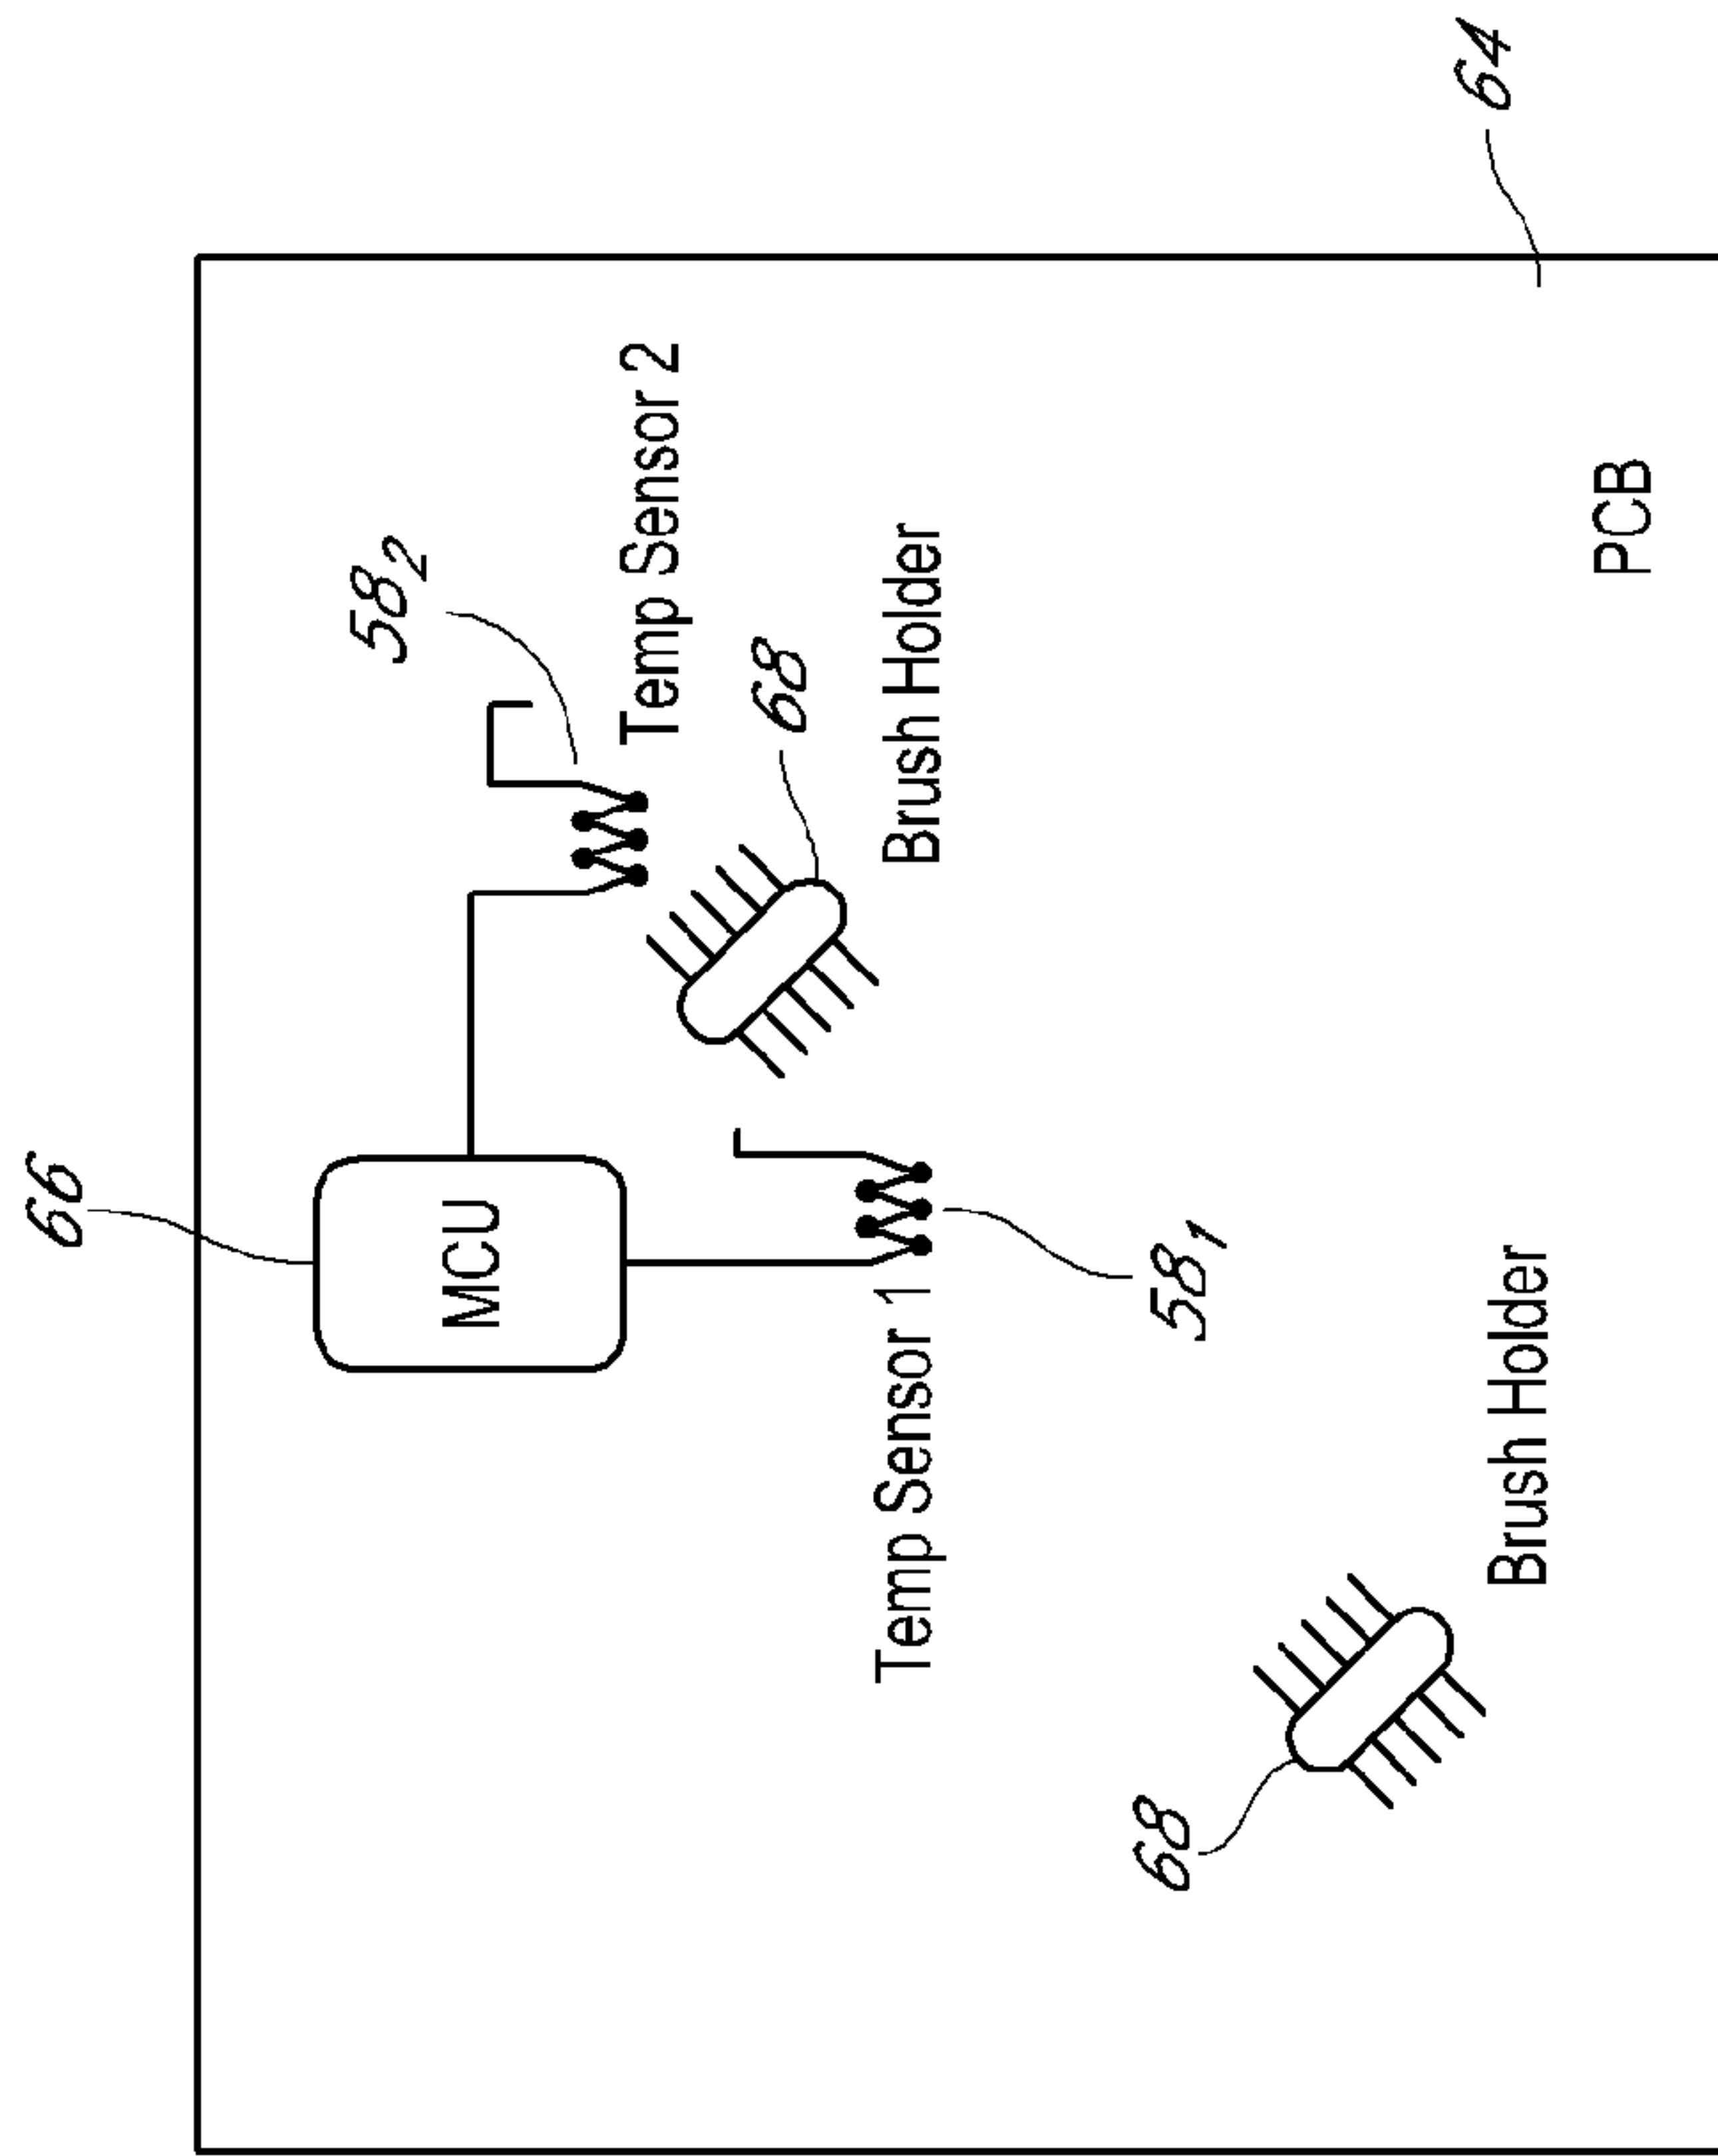 66
MCU
58₂
Temp Sensor 2
68
Brush Holder
Temp Sensor 1
58₁
68
Brush Holder
PCB
64